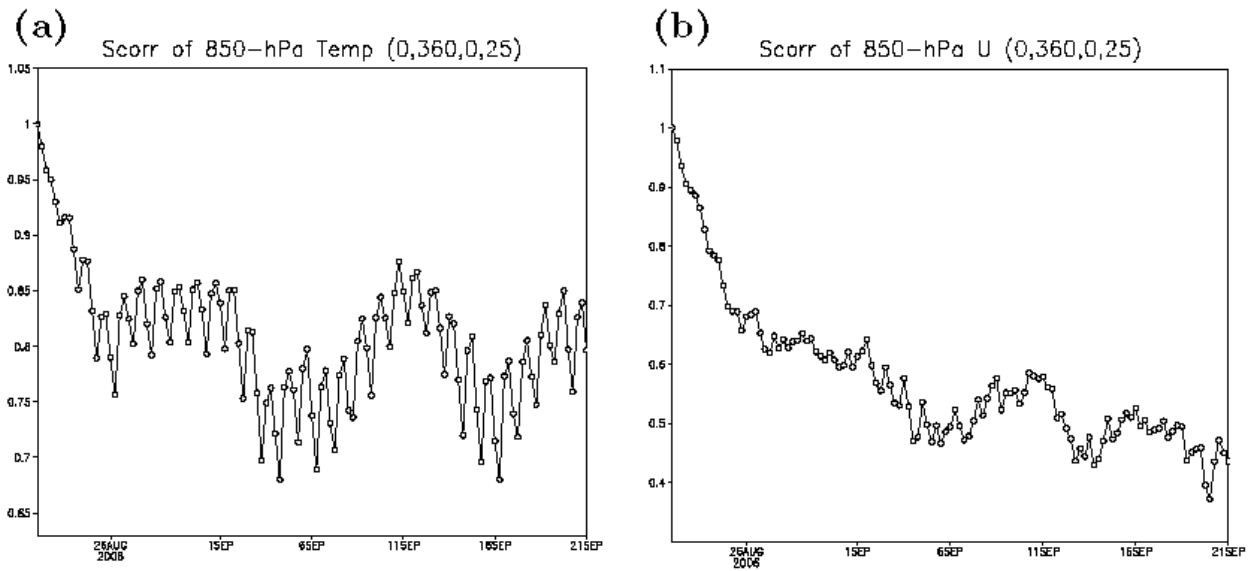 (a)
Scorr of 850-hPa Temp (0,360,0,25)
1.05
1
0.95
0.9
0.85
0.8
0.75
0.7
0.65
26AUG
2006
1SEP
6SEP
11SEP
16SEP
21SEP
(b)
Scorr of 850-hPa U (0,360,0,25)
1.1
1
0.9
0.8
0.7
0.6
0.5
0.4
26AUG
2006
1SEP
6SEP
11SEP
16SEP
21SEP